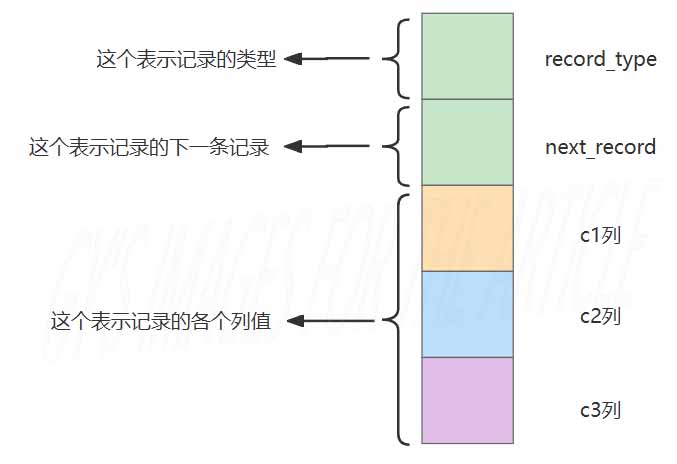 这个表示记录的类型
record_type
这个表示记录的下一条记录
next_record
c1列
这个表示记录的各个列值
c2列
c3列